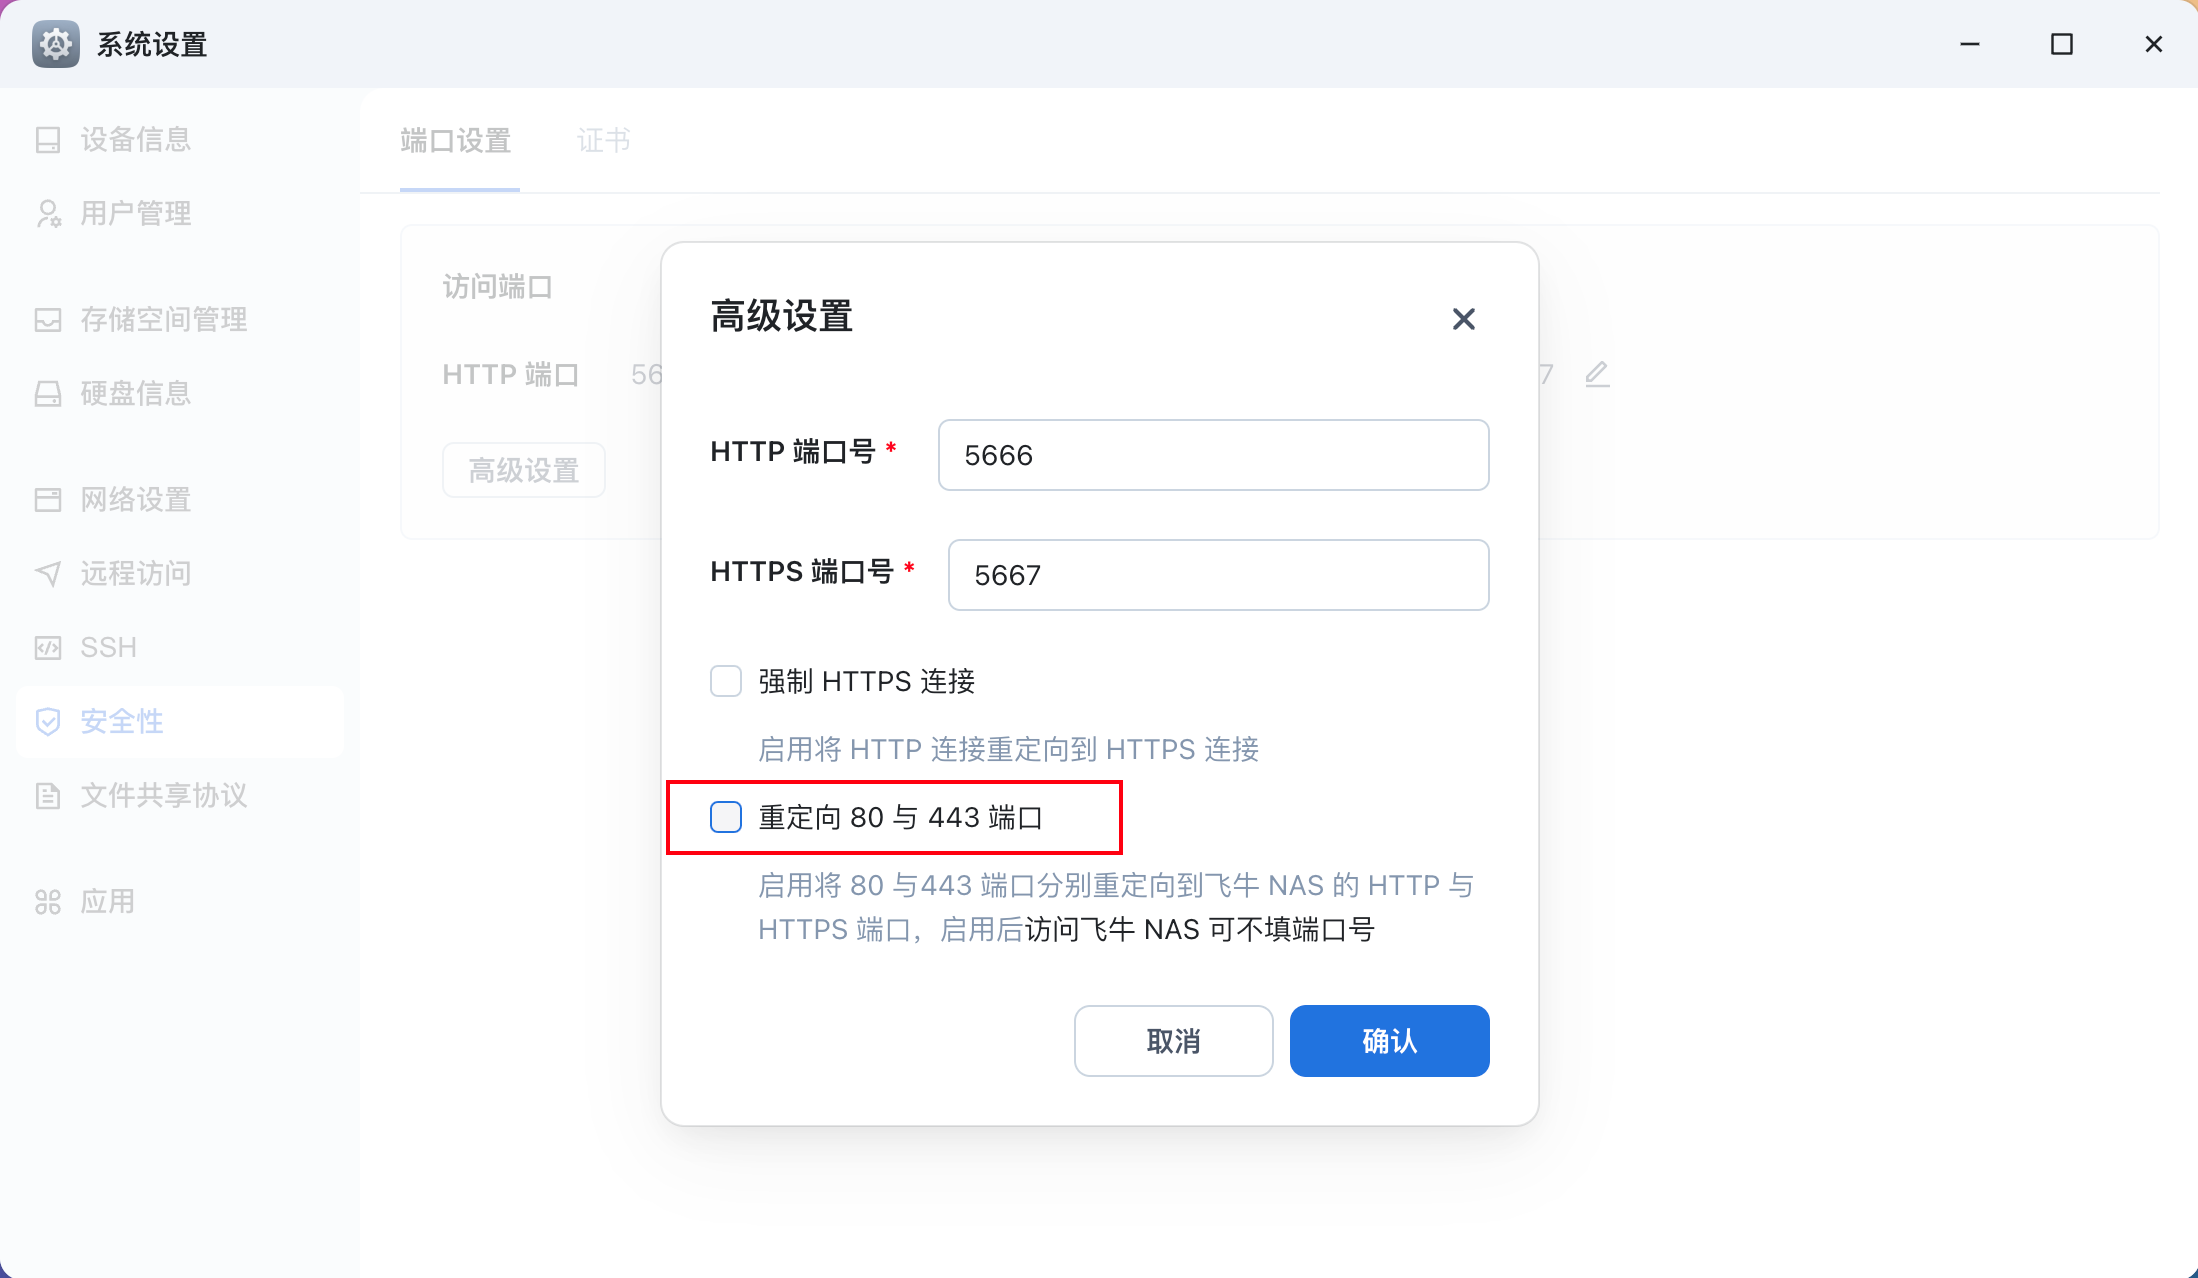 系统设置
设备信息
用户管理
存储空间管理
硬盘信息
网络设置
远程访问
SSH
安全性
文件共享协议
应用
端口设置
证书
访问端口
HTTP 端口
56
7
高级设置
高级设置
HTTP 端口号 *
5666
HTTPS 端口号 *
5667
强制 HTTPS 连接
启用将 HTTP 连接重定向到 HTTPS 连接
重定向 80 与 443 端口
启用将 80 与443 端口分别重定向到飞牛 NAS 的 HTTP 与
HTTPS 端口，启用后访问飞牛 NAS 可不填端口号
取消
确认